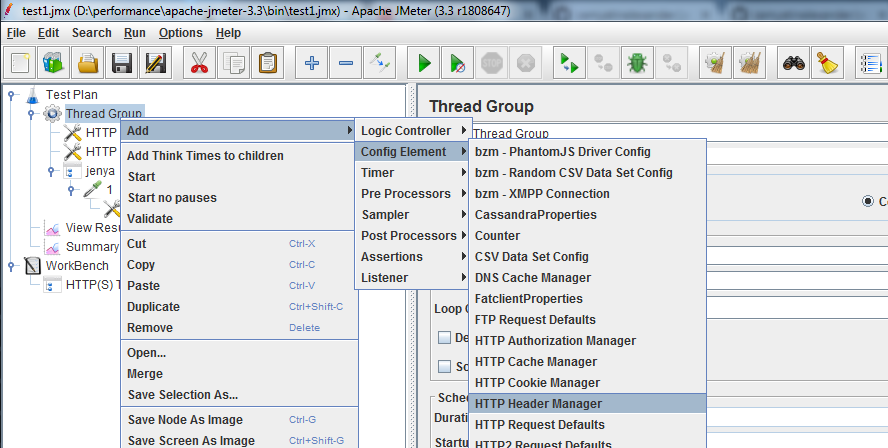 test1.jmx (D:\performance\apache-jmeter-3.3\bin\test1.jmx) - Apache JMeter (3.3 r1808647)
File Edit Search Run Options Help
Test Plan
Thread Group
HTTP
HTTP
jenya
1
View Resu
Summary
WorkBench
HTTP(S) T
Add
Add Think Times to children
Start
Start no pauses
Validate
Cut Ctrl-X
Copy Ctrl-C
Paste Ctrl-V
Duplicate Ctrl+Shift-C
Remove Delete
Open...
Merge
Save Selection As...
Save Node As Image Ctrl-G
Save Screen As Image Ctrl+Shift-G
Logic Controller
Config Element
Timer
Pre Processors
Sampler
Post Processors
Assertions
Listener
bzm - PhantomJS Driver Config
bzm - Random CSV Data Set Config
bzm - XMPP Connection
CassandraProperties
Counter
CSV Data Set Config
DNS Cache Manager
FatclientProperties
FTP Request Defaults
HTTP Authorization Manager
HTTP Cache Manager
HTTP Cookie Manager
HTTP Header Manager
HTTP Request Defaults
HTTP2 Request Defaults
Thread Group
Thread Group
Co
Loop C
De
Sc
Sche
Duratio
Startu